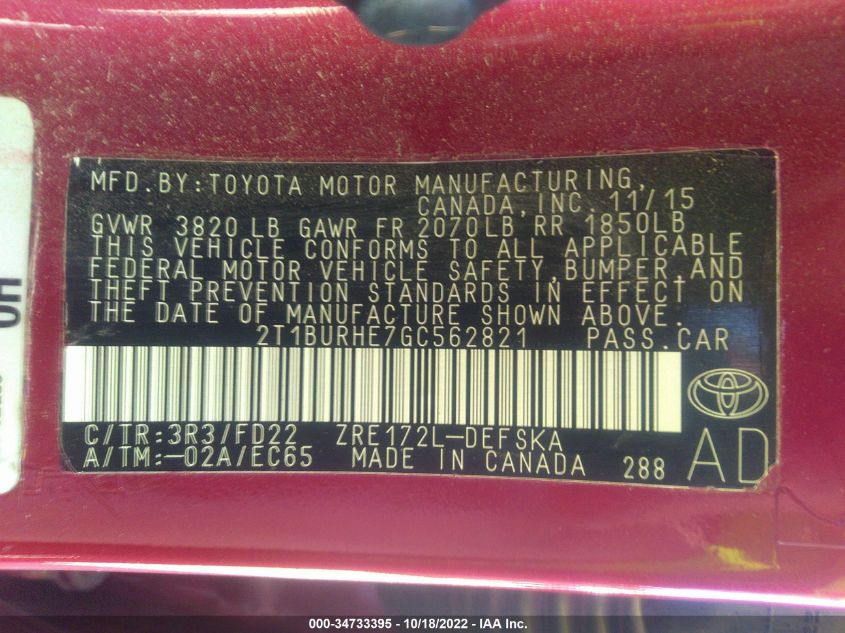 MFD.BY:TOYOTA MOTOR MANUFACTURING,
CANADA,INC. 11/15
GVWR 3820 LB GAWR FR 2070LB RR 1850LB
THIS VEHICLE CONFORMS TO ALL APPLICABLE
FEDERAL MOTOR VEHICLE SAFETY,BUMPER,AND
THEFT PREVENTION STANDARDS IN EFFECT ON
THE DATE OF MANUFACTURE SHOWN ABOVE.
2T1BURHE7GC562821 PASS.CAR
C/TR:3R3/FD22 ZRE172L-DEFSKA
A/TM:-02A/EC65 MADE IN CANADA 288 AD
000-34733395 - 10/18/2022 - IAA Inc.